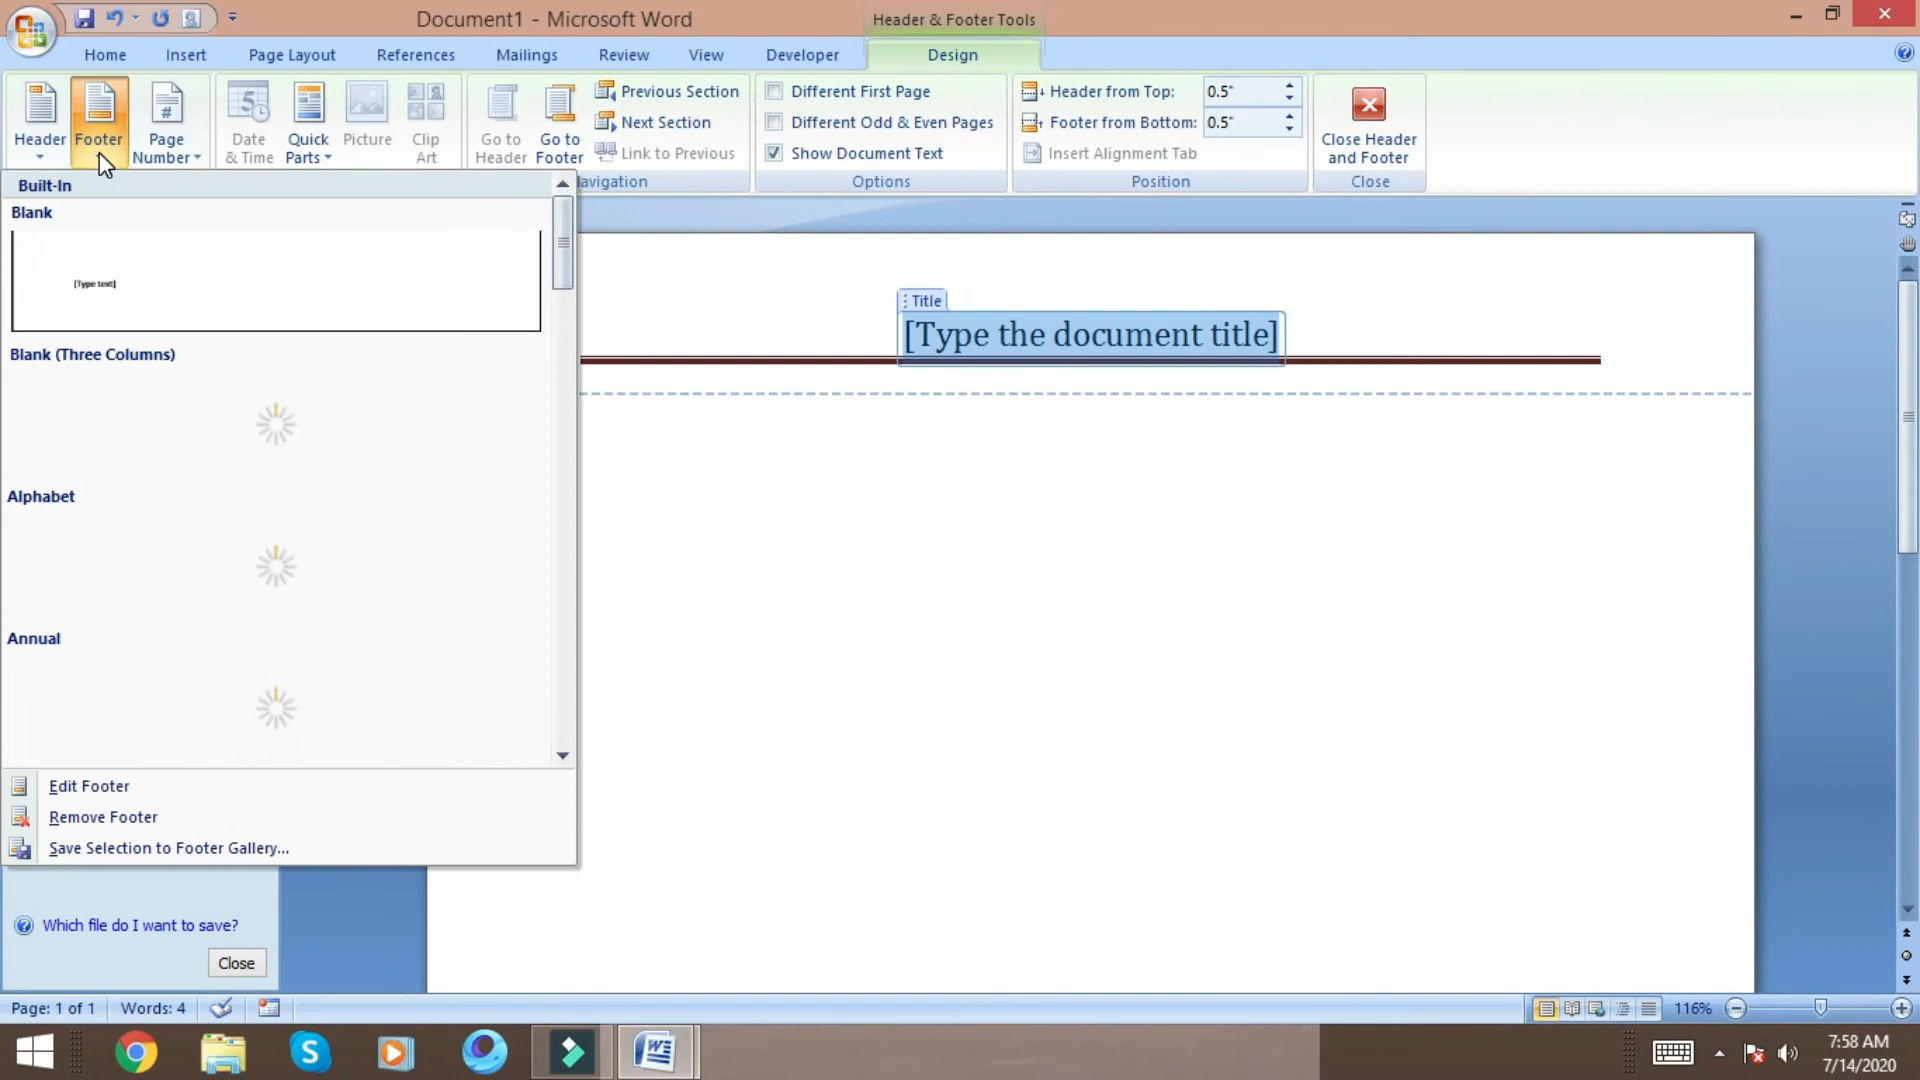 Document1 - Microsoft Word
Header & Footer Tools
Home Insert Page Layout References Mailings Review View Developer Design
Header
Footer
Page Number
Date & Time
Quick Parts
Picture
Clip Art
Go to Header
Go to Footer
Previous Section
Next Section
Link to Previous
Different First Page
Different Odd & Even Pages
Show Document Text
Header from Top: 0.5"
Footer from Bottom: 0.5"
Insert Alignment Tab
Close Header and Footer
Options
Position
Close
Built-In
Blank
[Type text]
Blank (Three Columns)
Alphabet
Annual
Edit Footer
Remove Footer
Save Selection to Footer Gallery...
Title
[Type the document title]
Which file do I want to save?
Close
Page: 1 of 1 Words: 4
116%
7:58 AM
7/14/2020